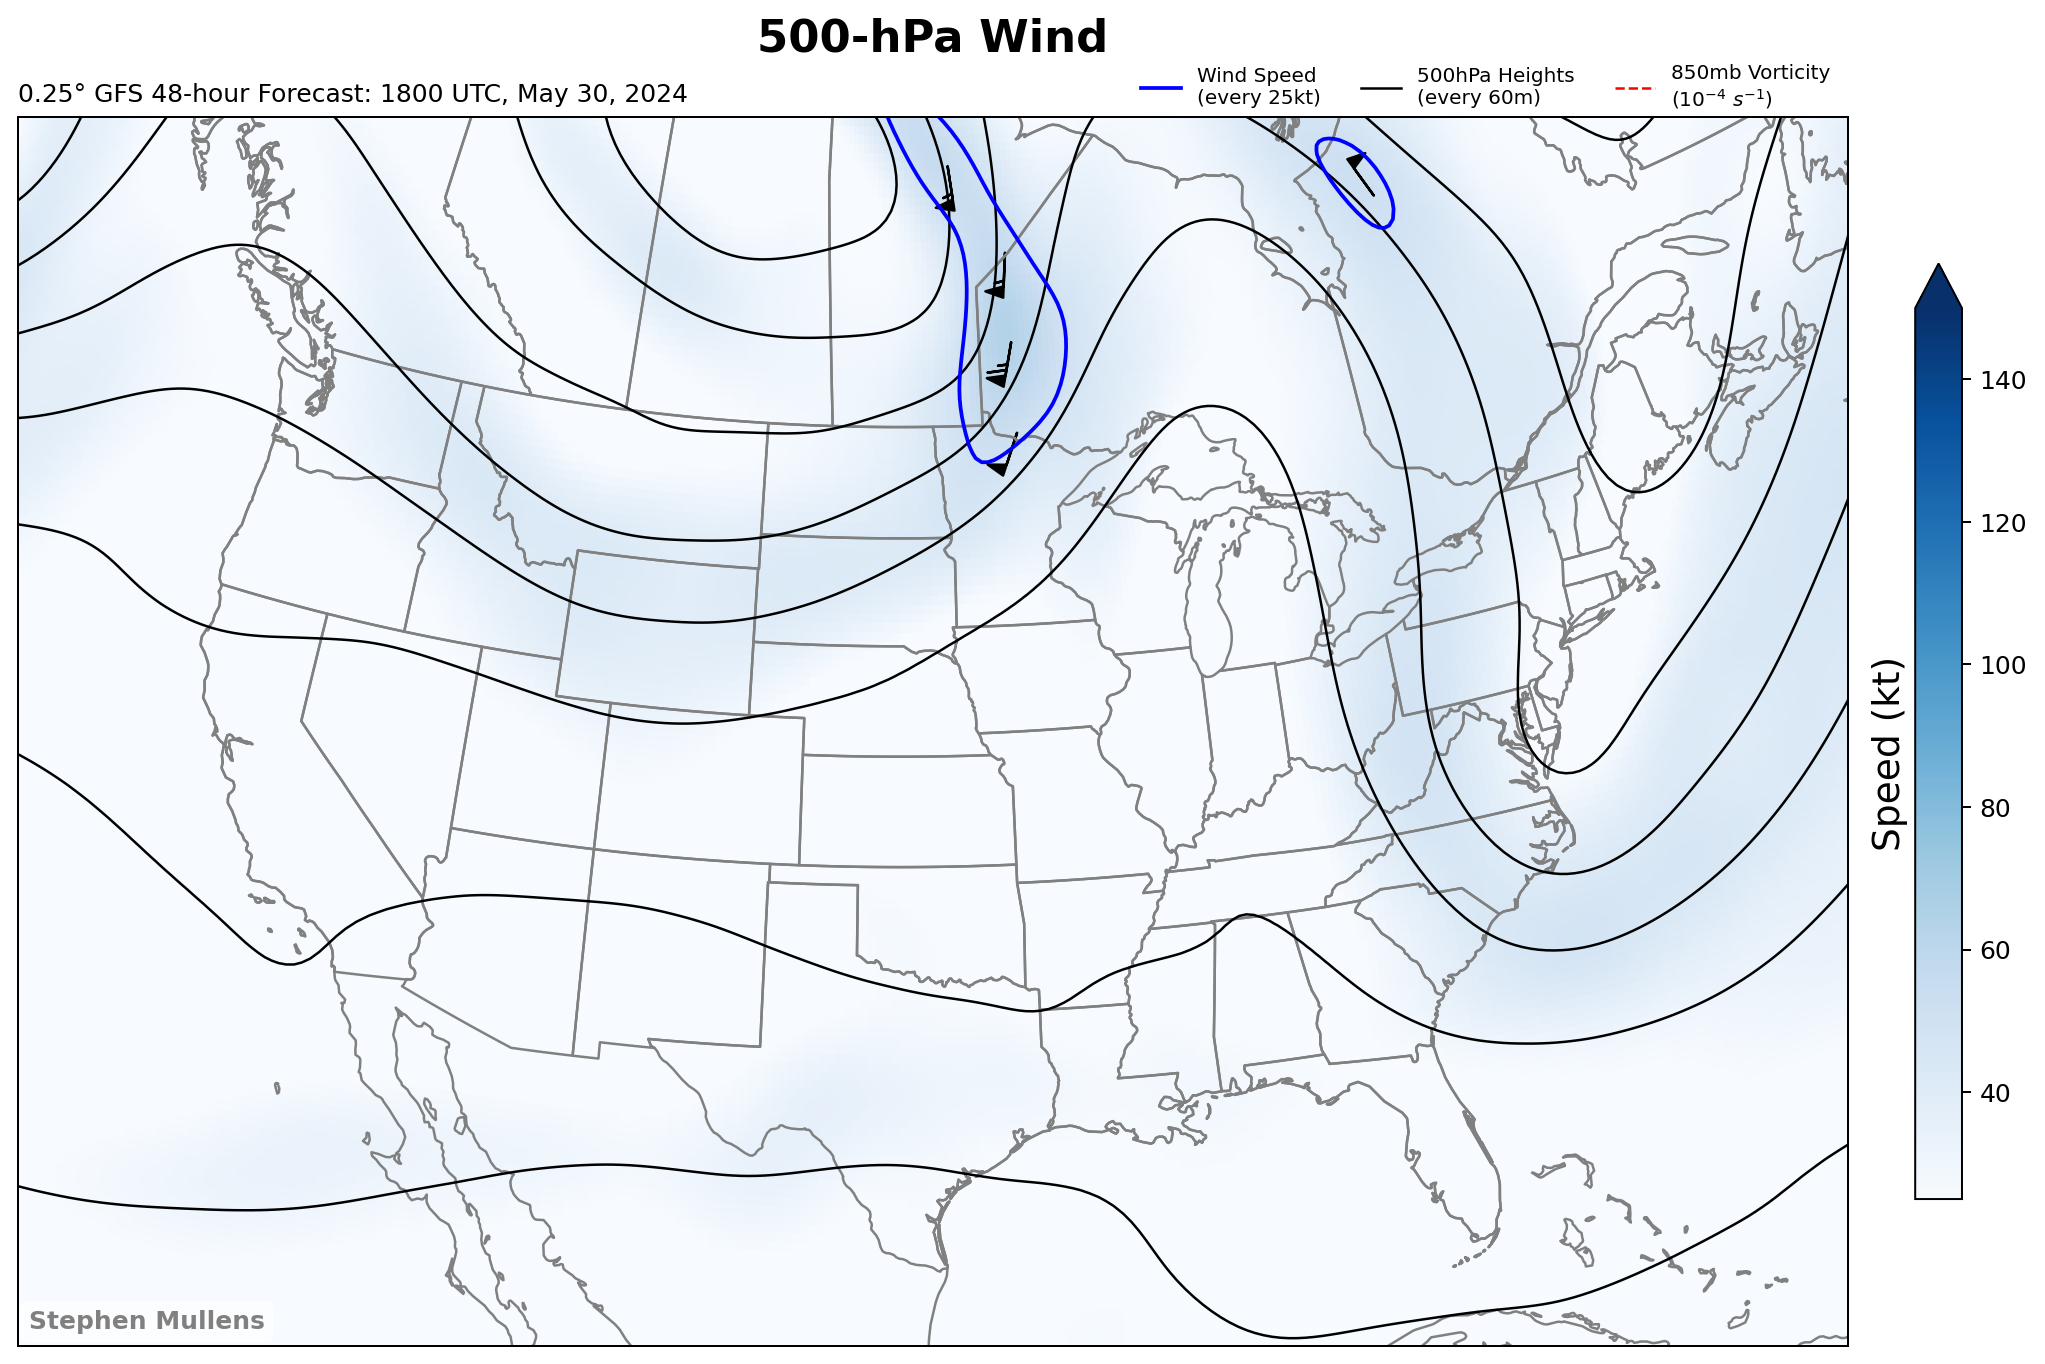 500-hPa Wind
0.25° GFS 48-hour Forecast: 1800 UTC, May 30, 2024
Wind Speed
(every 25kt)
500hPa Heights
(every 60m)
850mb Vorticity
(10⁻⁴ s⁻¹)
140
120
100
80
60
40
Speed (kt)
Stephen Mullens